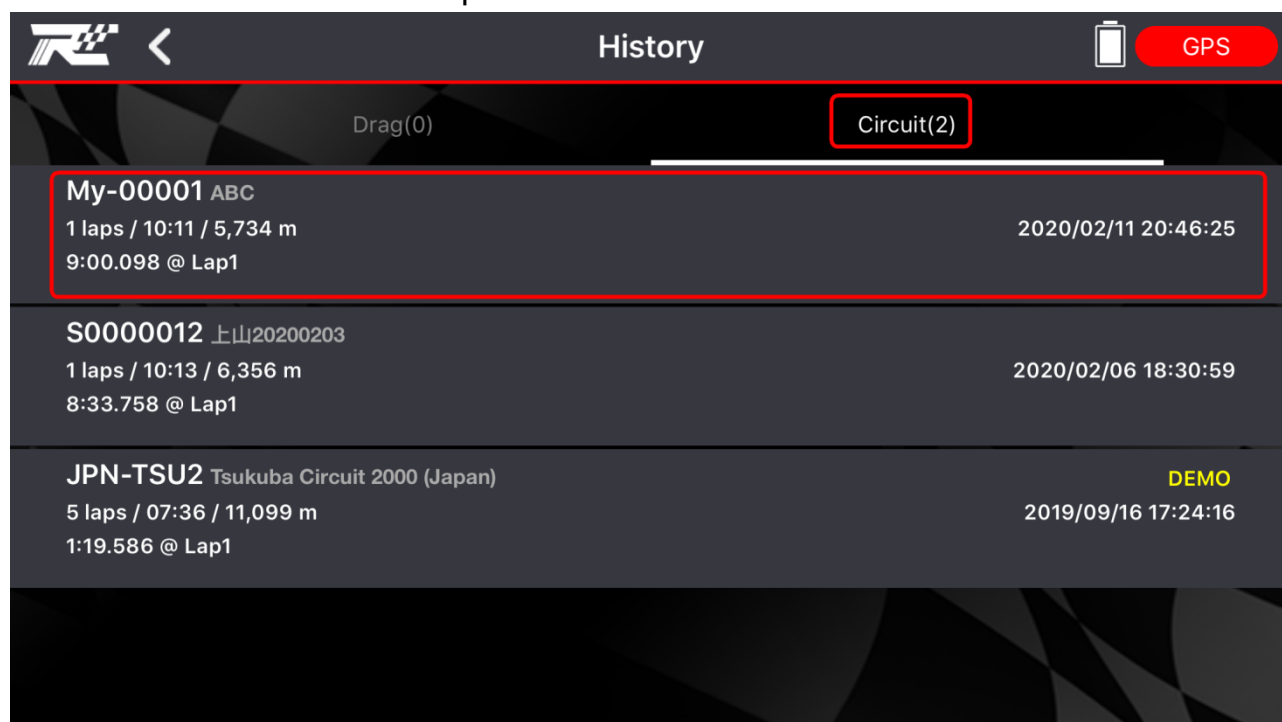 History
GPS
Drag(0)
Circuit(2)
My-00001 ABC
1 laps / 10:11 / 5,734 m
2020/02/11 20:46:25
9:00.098 @ Lap1
S0000012 上山20200203
1 laps / 10:13 / 6,356 m
2020/02/06 18:30:59
8:33.758 @ Lap1
JPN-TSU2 Tsukuba Circuit 2000 (Japan)
DEMO
5 laps / 07:36 / 11,099 m
2019/09/16 17:24:16
1:19.586 @ Lap1